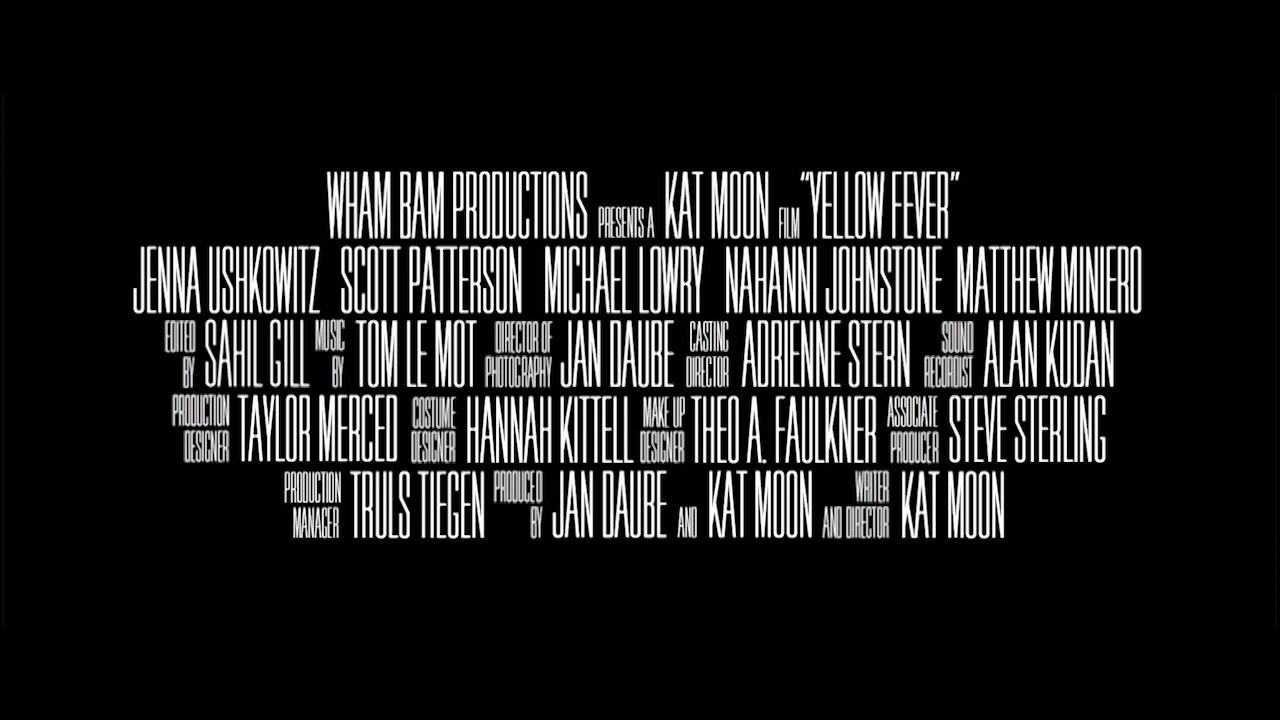 WHAM BAM PRODUCTIONS PRESENTS A KAT MOON FILM “YELLOW FEVER”
JENNA USHKOWITZ SCOTT PATTERSON MICHAEL LOWRY NAHANNI JOHNSTONE MATTHEW MINIERO
EDITED BY SAHIL GILL MUSIC BY TOM LE MOT DIRECTOR OF PHOTOGRAPHY JAN DAUBE CASTING DIRECTOR ADRIENNE STERN SOUND RECORDIST ALAN KUDAN
PRODUCTION DESIGNER TAYLOR MERCED COSTUME DESIGNER HANNAH KITTELL MAKE UP DESIGNER THEO A. FAULKNER ASSOCIATE PRODUCER STEVE STERLING
PRODUCTION MANAGER TRULS TIEGEN PRODUCED BY JAN DAUBE AND KAT MOON WRITER AND DIRECTOR KAT MOON